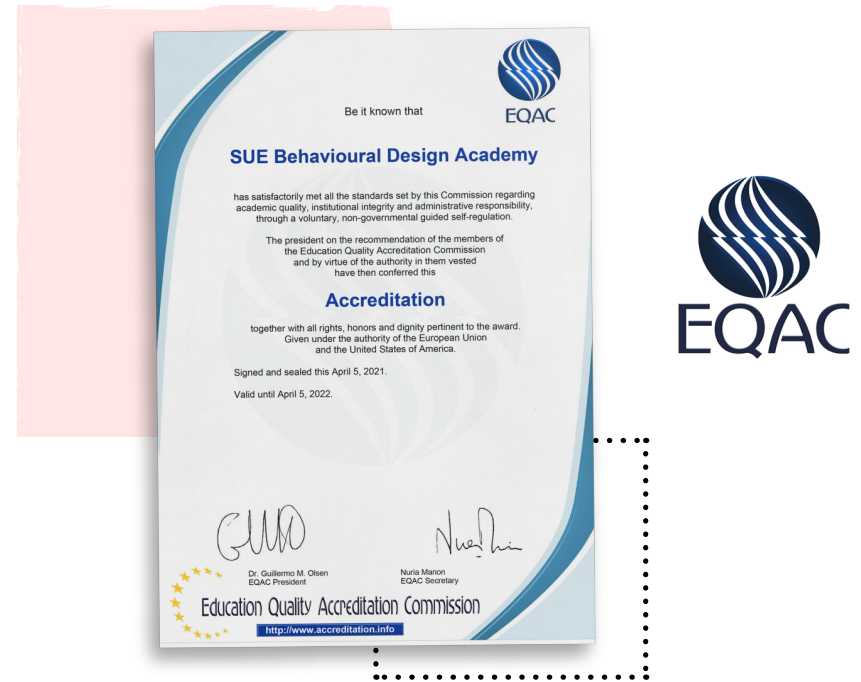 EQAC
Be it known that
SUE Behavioural Design Academy
has satisfactorily met all the standards set by this Commission regarding
academic quality, institutional integrity and administrative responsibility,
through a voluntary, non-governmental guided self-regulation.
The president on the recommendation of the members of
the Education Quality Accreditation Commission
and by virtue of the authority in them vested
have then conferred this
Accreditation
together with all rights, honors and dignity pertinent to the award.
Given under the authority of the European Union
and the United States of America.
Signed and sealed this April 5, 2021.
Valid until April 5, 2022.
Dr. Guillermo M. Olsen
EQAC President
Nuria Manon
EQAC Secretary
Education Quality Accreditation Commission
http://www.accreditation.info
EQAC